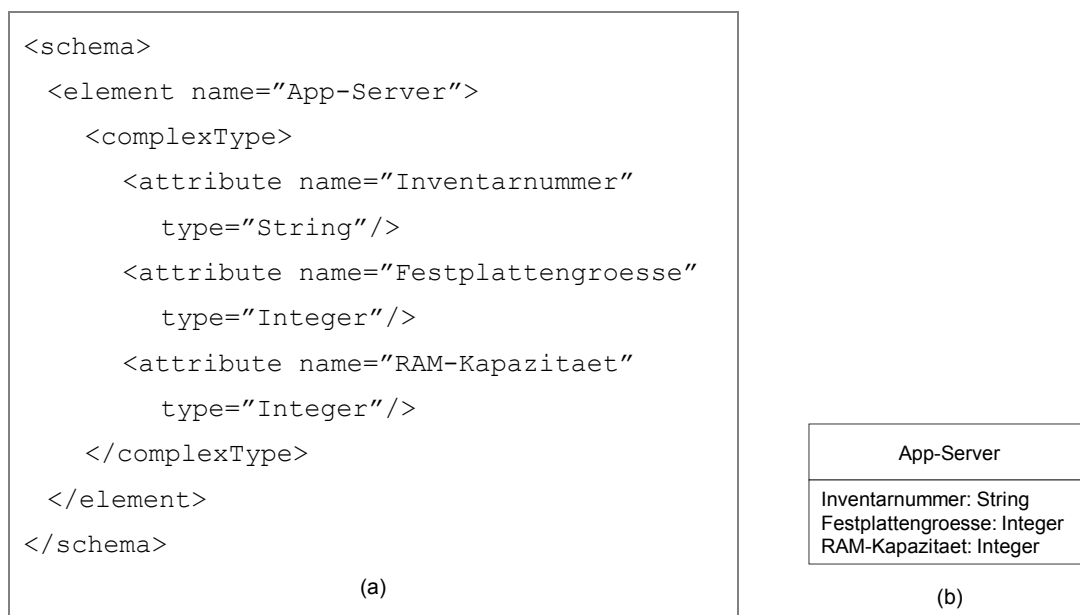 <schema>
<element name=”App-Server”>
<complexType>
<attribute name=”Inventarnummer”
type=”String”/>
<attribute name=”Festplattengroesse”
type=”Integer”/>
<attribute name=”RAM-Kapazitaet”
type=”Integer”/>
</complexType>
</element>
</schema>
(a)
App-Server
Inventarnummer: String
Festplattengroesse: Integer
RAM-Kapazitaet: Integer
(b)